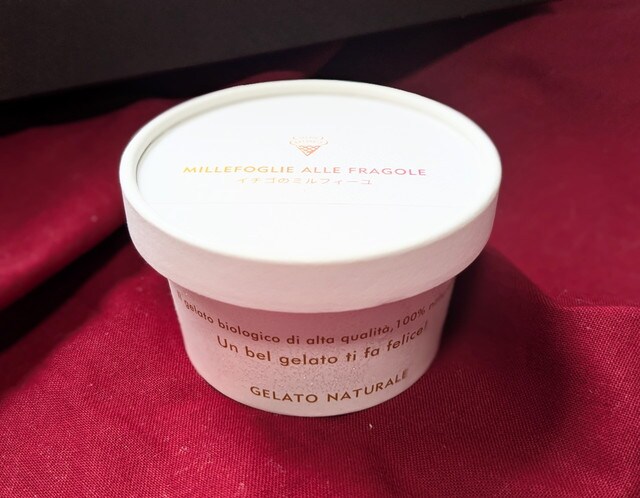 MILLEFOGLIE ALLE FRAGOLE
イチゴのミルフィーユ
gelato biologico di alta qualità, 100%
Un bel gelato ti fa felice!
GELATO NATURALE